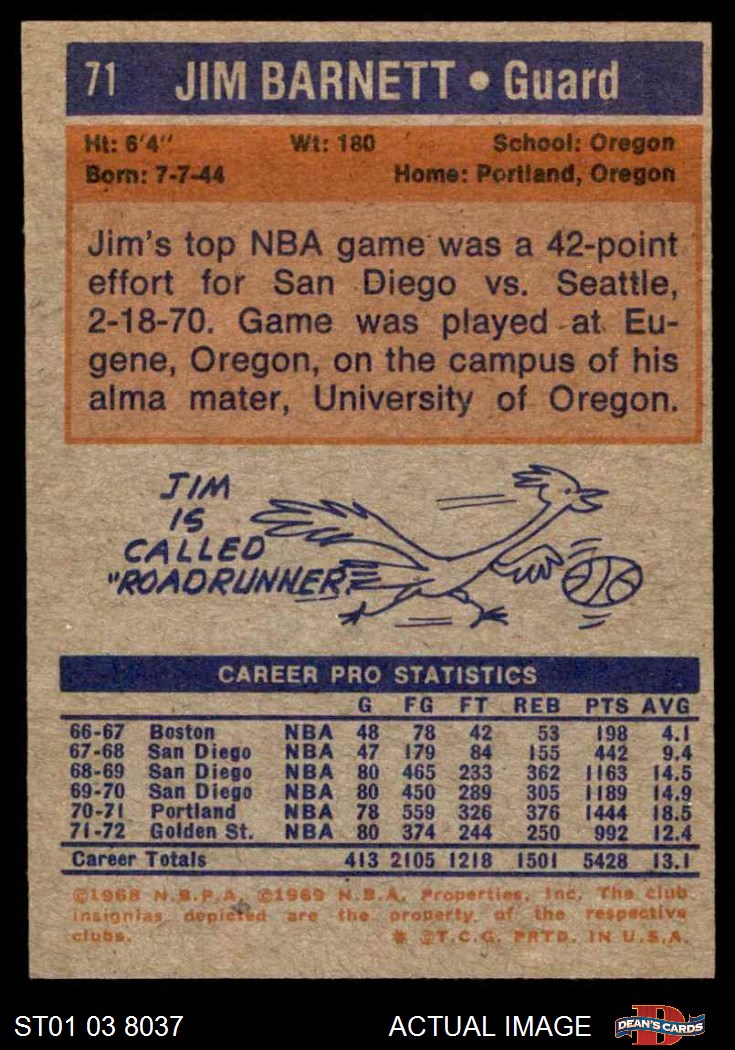 71 JIM BARNETT • Guard
Ht: 6'4" Wt: 180 School: Oregon
Born: 7-7-44 Home: Portland, Oregon
Jim's top NBA game was a 42-point
effort for San Diego vs. Seattle,
2-18-70. Game was played at Eu-
gene, Oregon, on the campus of his
alma mater, University of Oregon.
JIM
IS
CALLED
"ROADRUNNER"
CAREER PRO STATISTICS
G FG FT REB PTS AVG
66-67 Boston NBA 48 78 42 53 198 4.1
67-68 San Diego NBA 47 179 84 155 442 9.4
68-69 San Diego NBA 80 465 233 362 1163 14.5
69-70 San Diego NBA 80 450 289 305 1189 14.9
70-71 Portland NBA 78 559 326 376 1444 18.5
71-72 Golden St. NBA 80 374 244 250 992 12.4
Career Totals 413 2105 1218 1501 5428 13.1
©1968 N.B.P.A. ©1969 N.B.A. Properties, Inc. The club
insignias depicted are the property of the respective
clubs. * ©T.C.G. PRTD. IN U.S.A.
ST01 03 8037 ACTUAL IMAGE DEAN'S CARDS